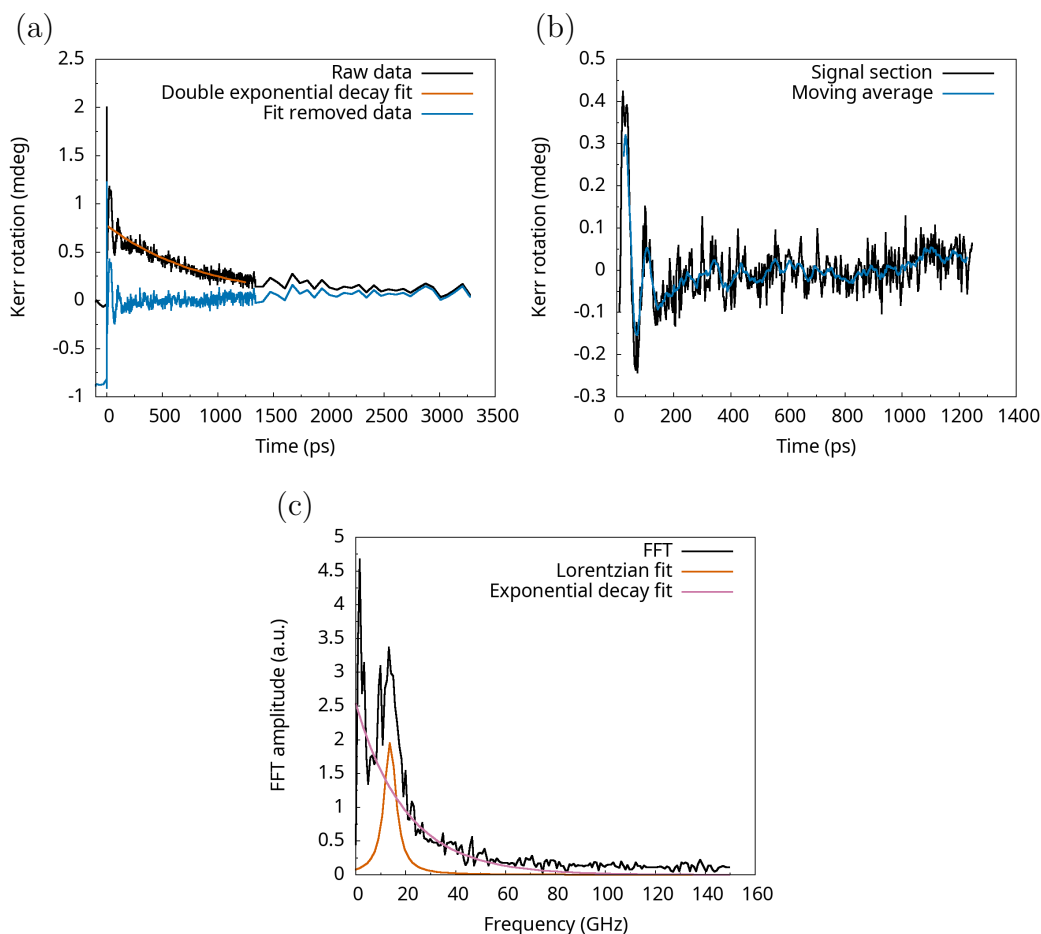 (a)
Raw data
Double exponential decay fit
Fit removed data
Kerr rotation (mdeg)
2.5
2
1.5
1
0.5
0
-0.5
-1
0 500 1000 1500 2000 2500 3000 3500
Time (ps)
(b)
Signal section
Moving average
Kerr rotation (mdeg)
0.5
0.4
0.3
0.2
0.1
0
-0.1
-0.2
-0.3
0 200 400 600 800 1000 1200 1400
Time (ps)
(c)
FFT
Lorentzian fit
Exponential decay fit
FFT amplitude (a.u.)
5
4.5
4
3.5
3
2.5
2
1.5
1
0.5
0
0 20 40 60 80 100 120 140 160
Frequency (GHz)